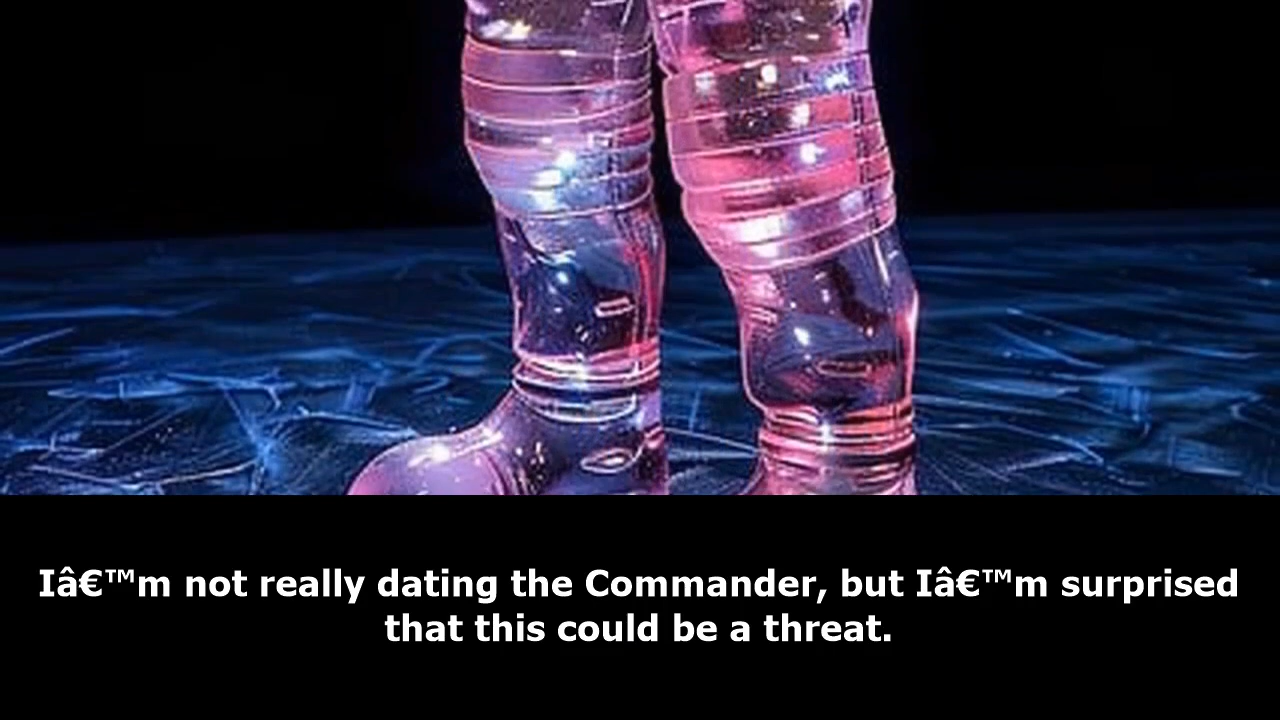 Iâ€™m not really dating the Commander, but Iâ€™m surprised
that this could be a threat.